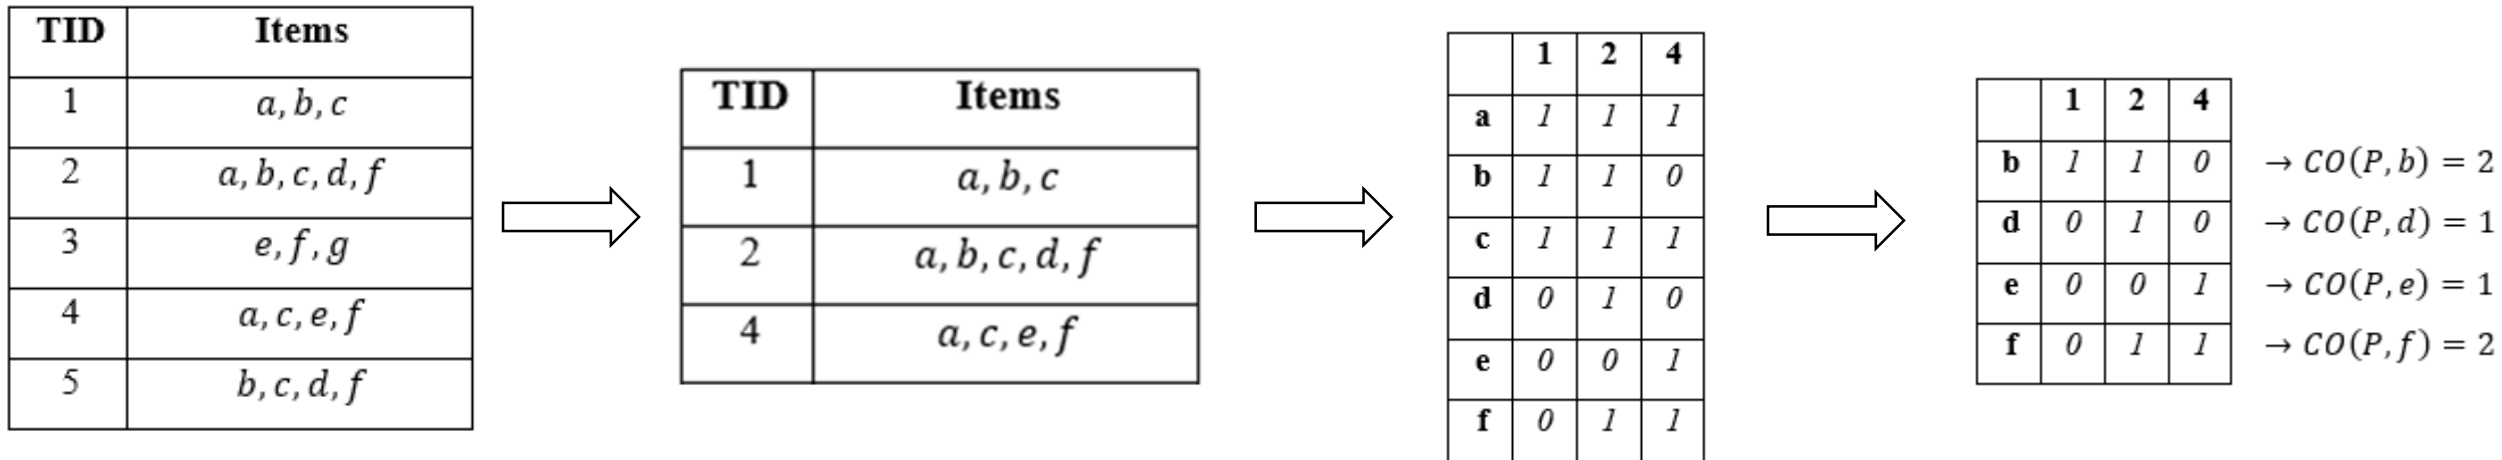 TID Items
1 a, b, c
2 a, b, c, d, f
3 e, f, g
4 a, c, e, f
5 b, c, d, f
TID Items
1 a, b, c
2 a, b, c, d, f
4 a, c, e, f
1 2 4
a 1 1 1
b 1 1 0
c 1 1 1
d 0 1 0
e 0 0 1
f 0 1 1
1 2 4
b 1 1 0 → CO(P, b) = 2
d 0 1 0 → CO(P, d) = 1
e 0 0 1 → CO(P, e) = 1
f 0 1 1 → CO(P, f) = 2